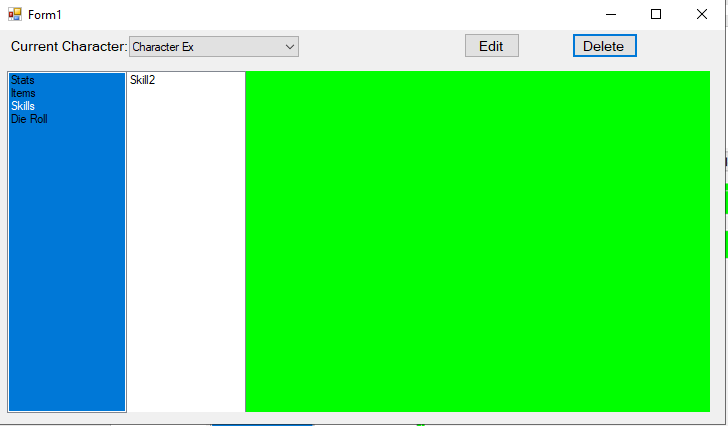 Form1
Current Character: Character Ex Edit Delete
Stats
Items
Skills
Die Roll
Skill2